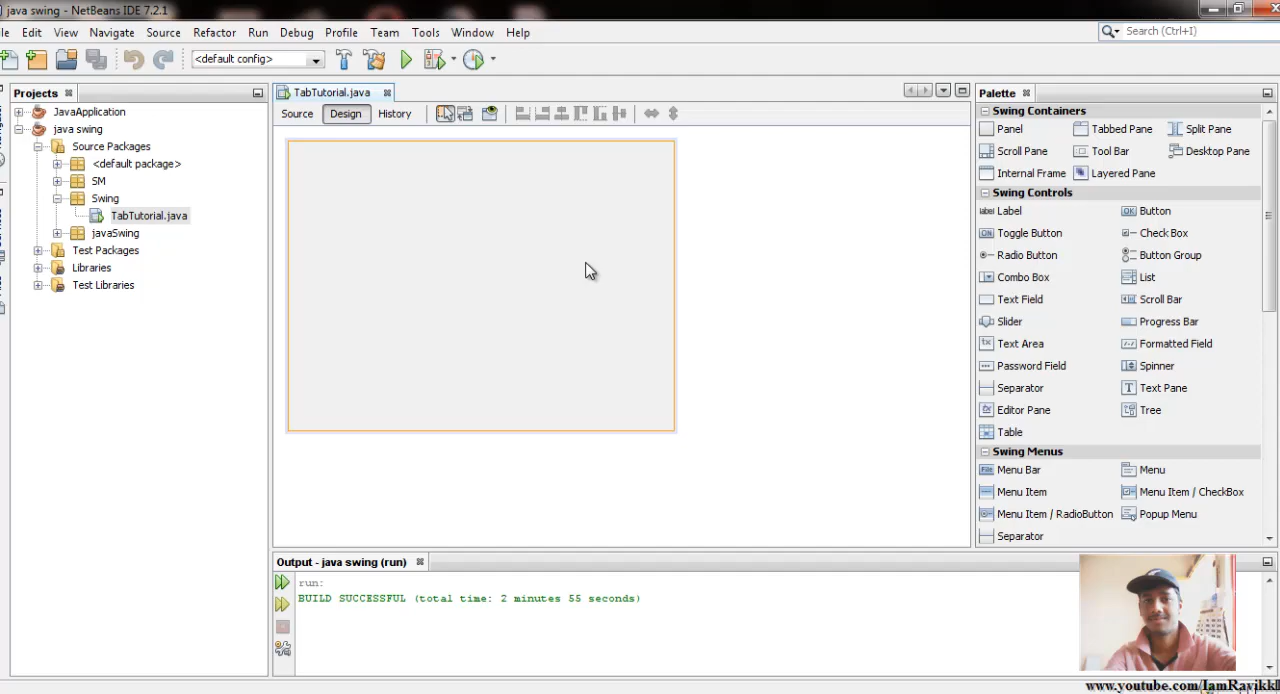 java swing - NetBeans IDE 7.2.1
le Edit View Navigate Source Refactor Run Debug Profile Team Tools Window Help
Search (Ctrl+I)
<default config>
Projects
JavaApplication
java swing
Source Packages
<default package>
SM
Swing
TabTutorial.java
javaSwing
Test Packages
Libraries
Test Libraries
TabTutorial.java
Source Design History
Palette
Swing Containers
Panel Tabbed Pane Split Pane
Scroll Pane Tool Bar Desktop Pane
Internal Frame Layered Pane
Swing Controls
label Label OK Button
ON Toggle Button Check Box
Radio Button Button Group
Combo Box List
Text Field Scroll Bar
Slider Progress Bar
Text Area Formatted Field
Password Field Spinner
Separator T Text Pane
Editor Pane Tree
Table
Swing Menus
File Menu Bar Menu
Menu Item Menu Item / CheckBox
Menu Item / RadioButton Popup Menu
Separator
Output - java swing (run)
run:
BUILD SUCCESSFUL (total time: 2 minutes 55 seconds)
www.youtube.com/IamRavikk